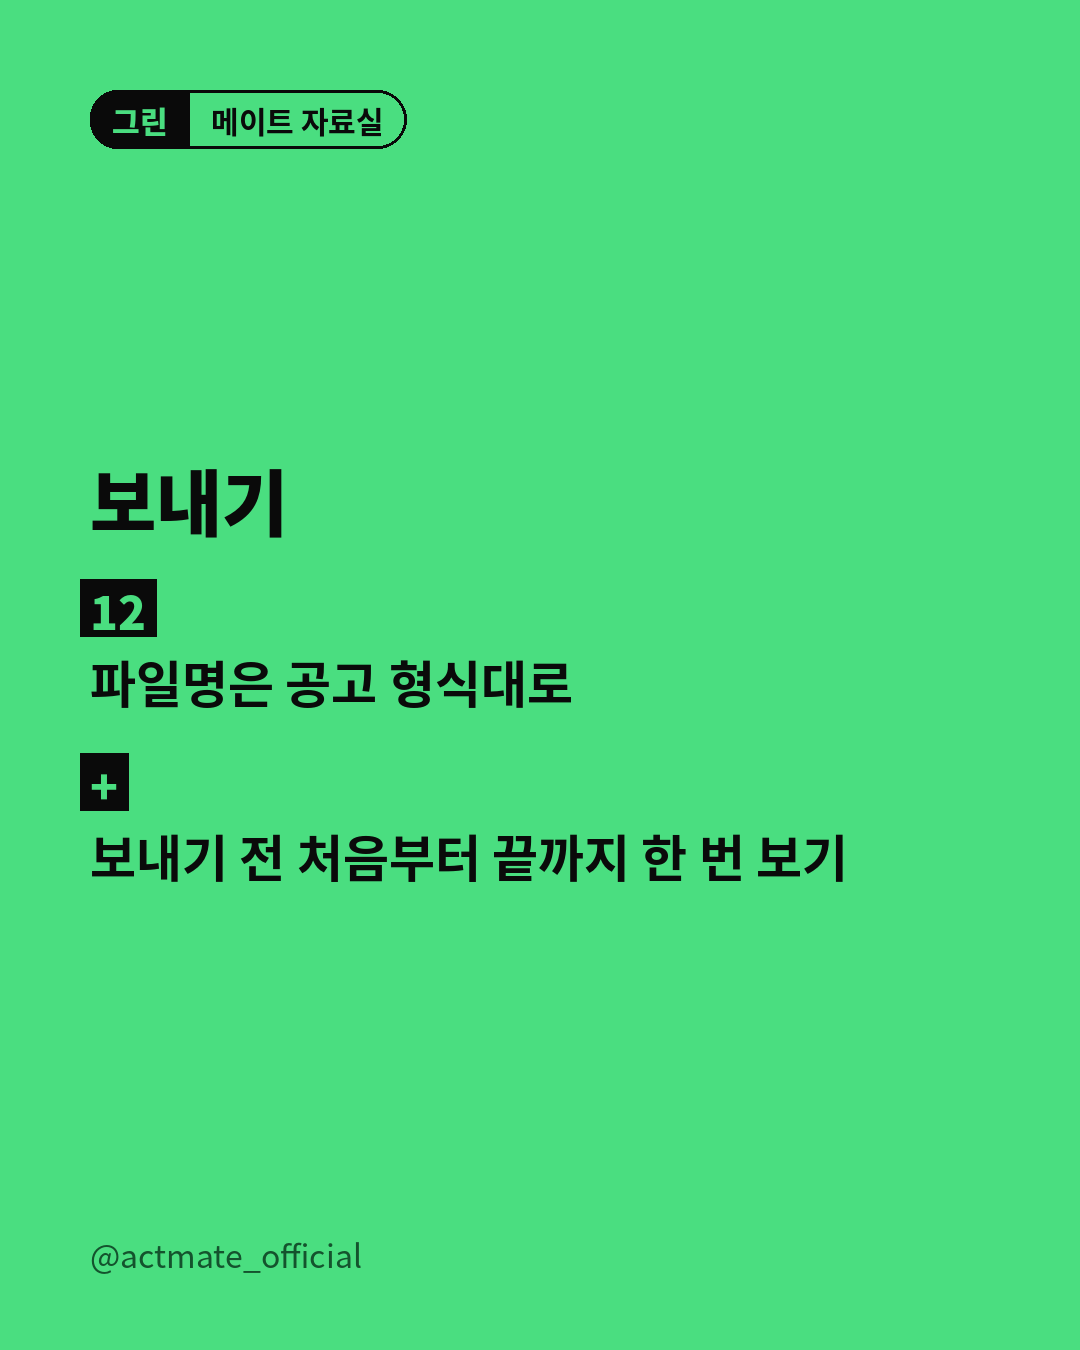 그린 메이트 자료실
보내기
12
파일명은 공고 형식대로
+
보내기 전 처음부터 끝까지 한 번 보기
@actmate_official